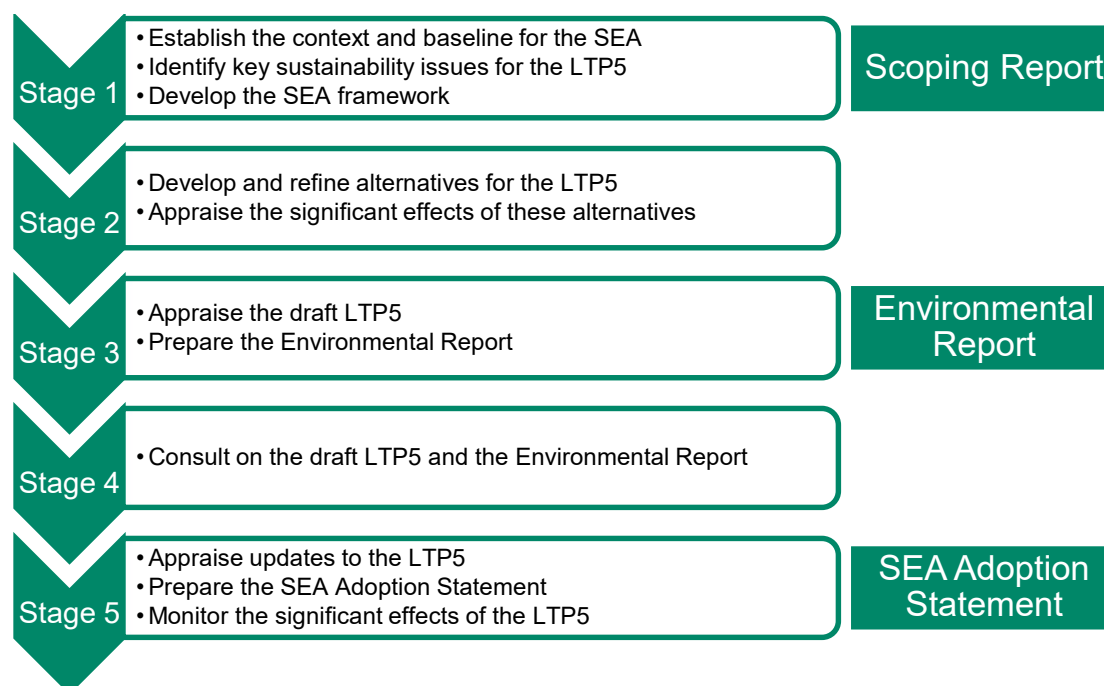 Stage 1
• Establish the context and baseline for the SEA
• Identify key sustainability issues for the LTP5
• Develop the SEA framework
Scoping Report
Stage 2
• Develop and refine alternatives for the LTP5
• Appraise the significant effects of these alternatives
Stage 3
• Appraise the draft LTP5
• Prepare the Environmental Report
Environmental
Report
Stage 4
• Consult on the draft LTP5 and the Environmental Report
Stage 5
• Appraise updates to the LTP5
• Prepare the SEA Adoption Statement
• Monitor the significant effects of the LTP5
SEA Adoption
Statement